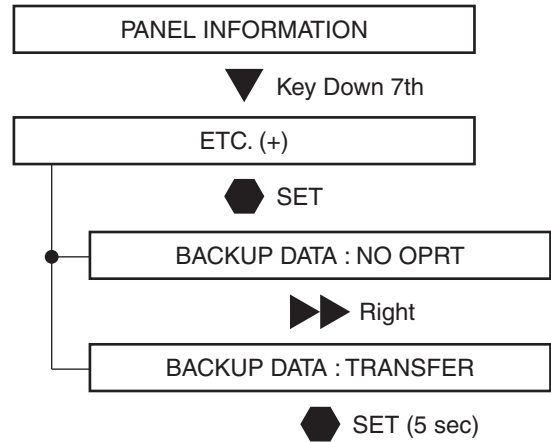 PANEL INFORMATION
Key Down 7th
ETC. (+)
SET
BACKUP DATA : NO OPRT
Right
BACKUP DATA : TRANSFER
SET (5 sec)